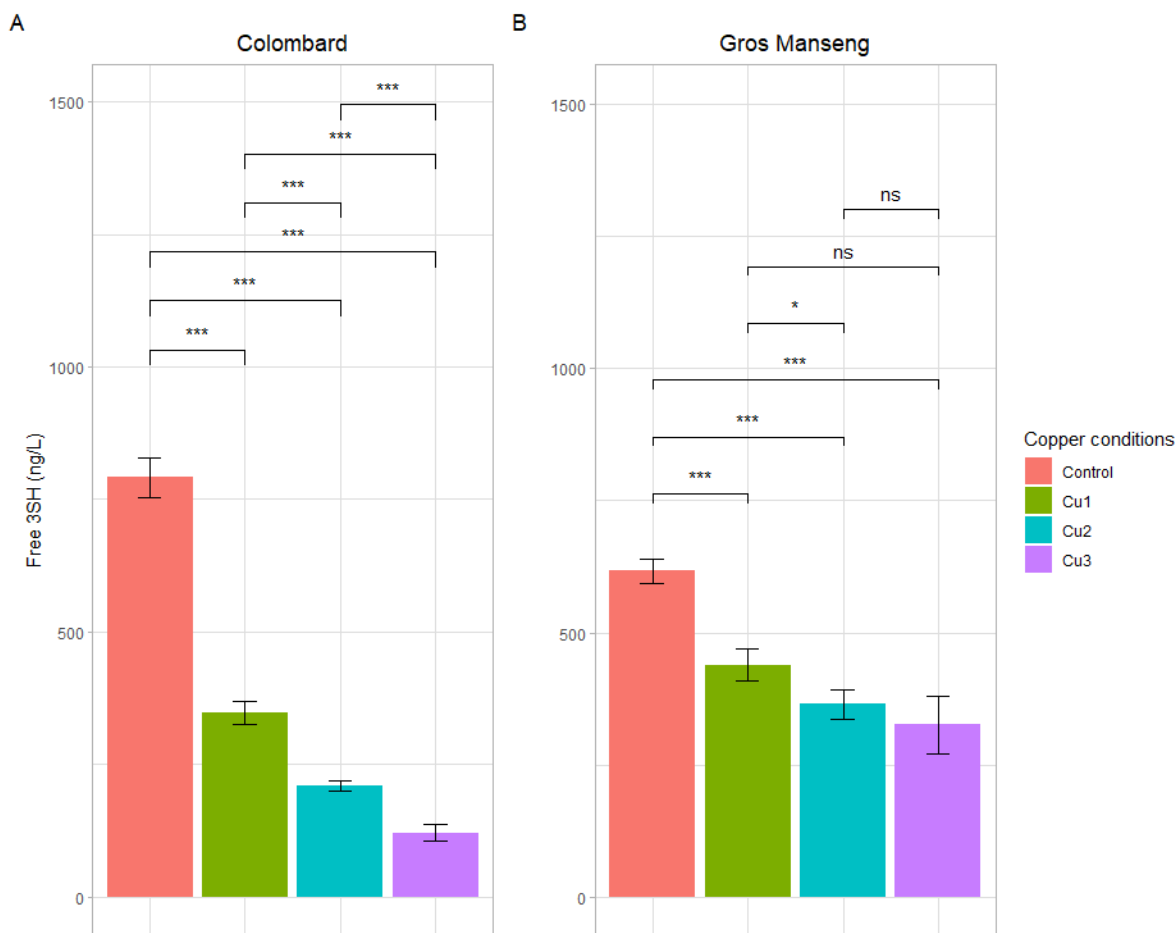 A
Colombard
1500
***
***
***
***
***
***
1000
500
0
Free 3SH (ng/L)
B
Gros Manseng
1500
ns
ns
*
***
***
***
1000
500
0
Copper conditions
Control
Cu1
Cu2
Cu3